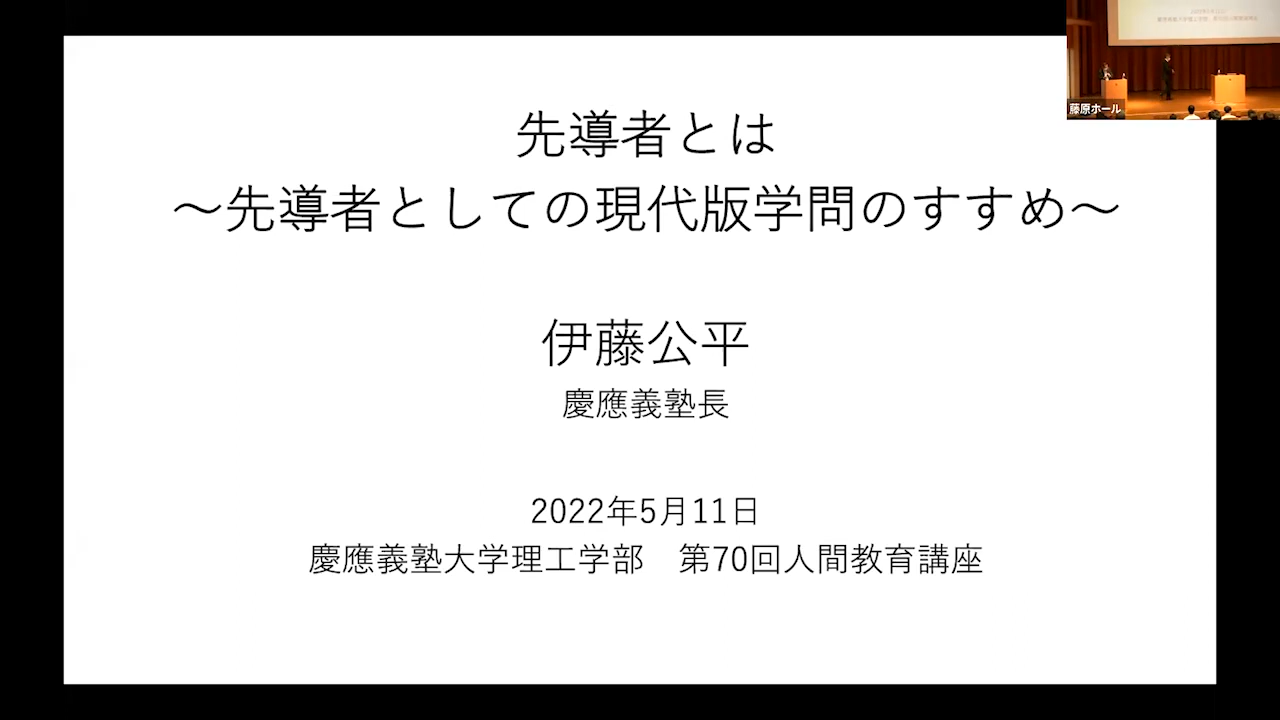 先導者とは
～先導者としての現代版学問のすすめ～
伊藤公平
慶應義塾長
2022年5月11日
慶應義塾大学理工学部　第70回人間教育講座
藤原ホール